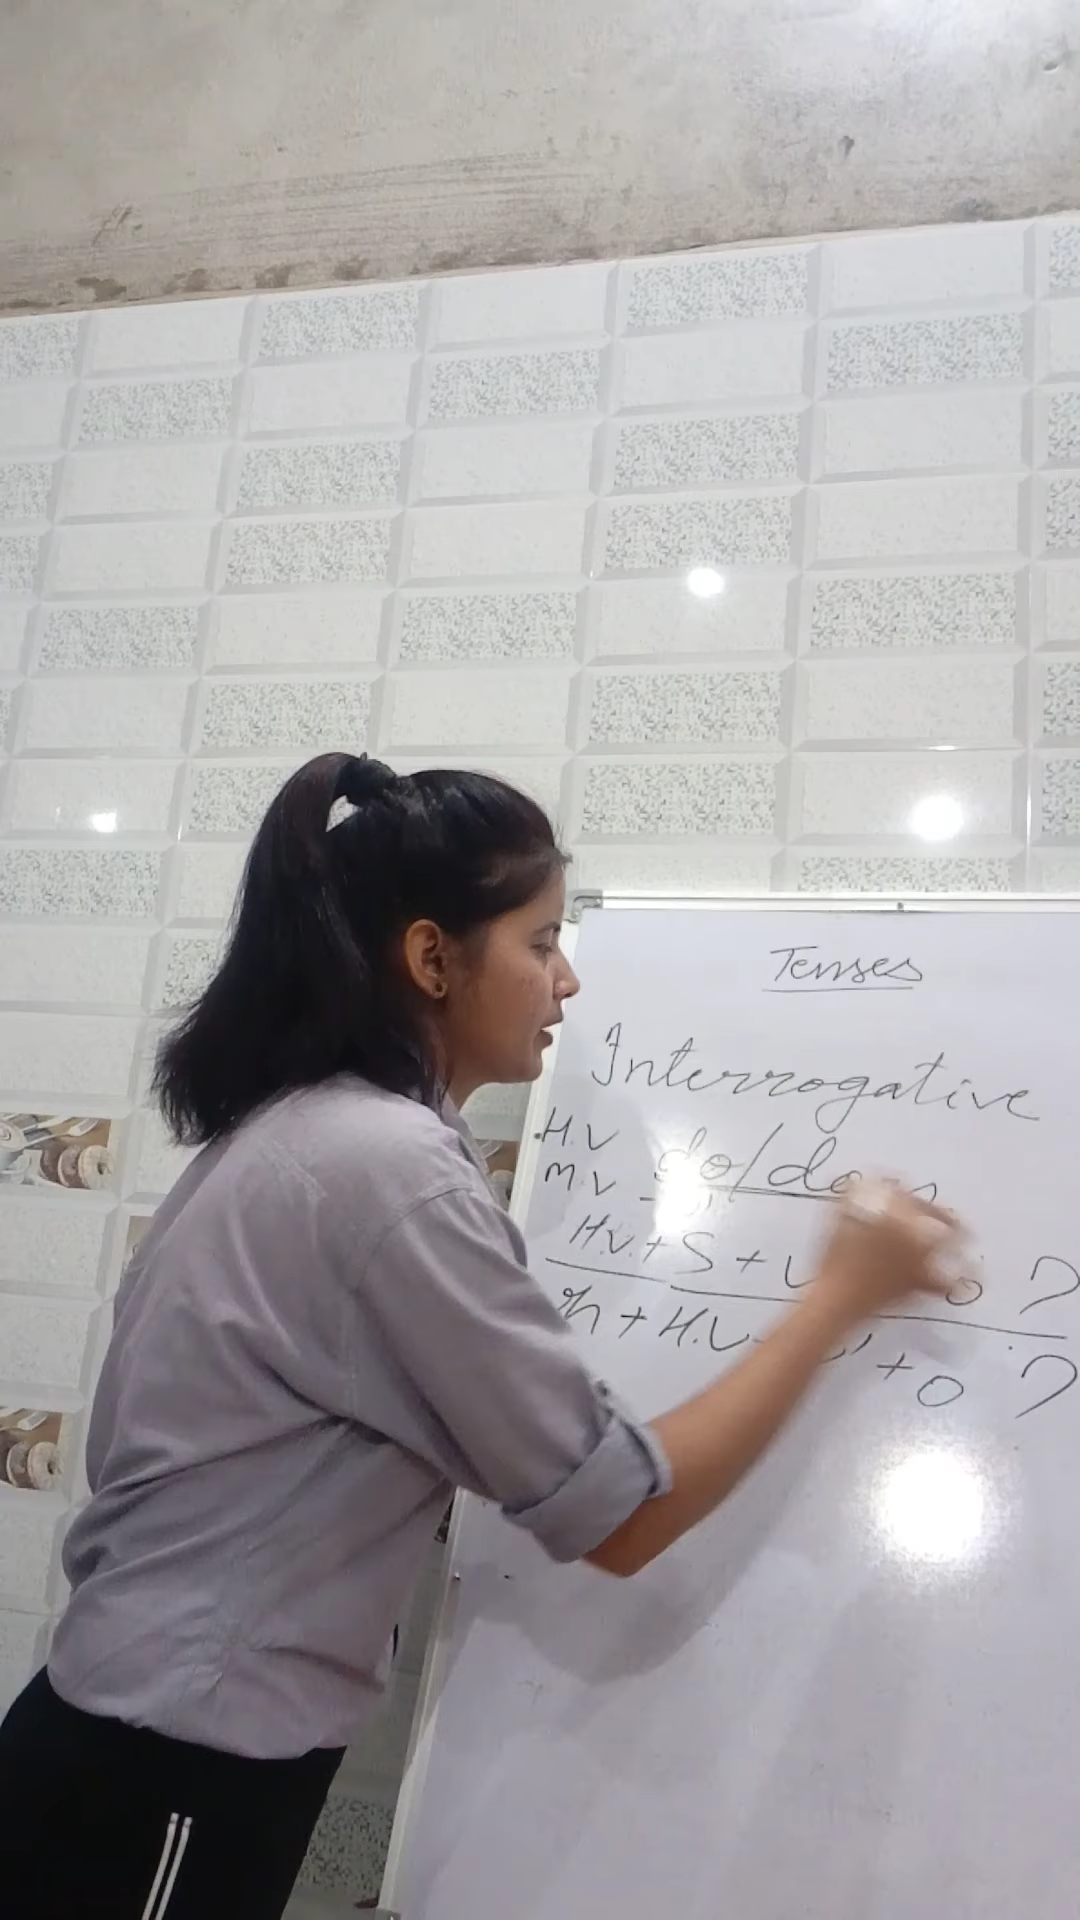 Tenses
Interrogative
H.V
M.V do/does
H.V. + S + V O ?
+ H.V + O ?